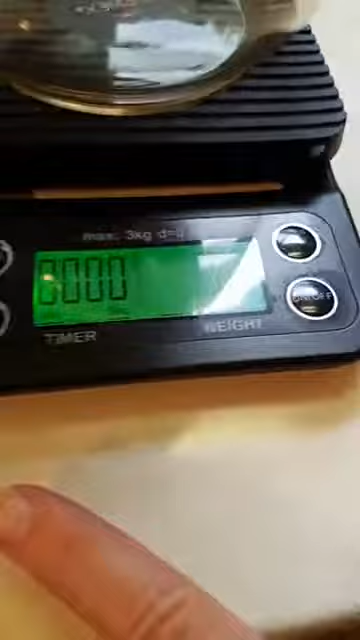 max. 3kg d=
0000
TIMER
WEIGHT
ON/OFF